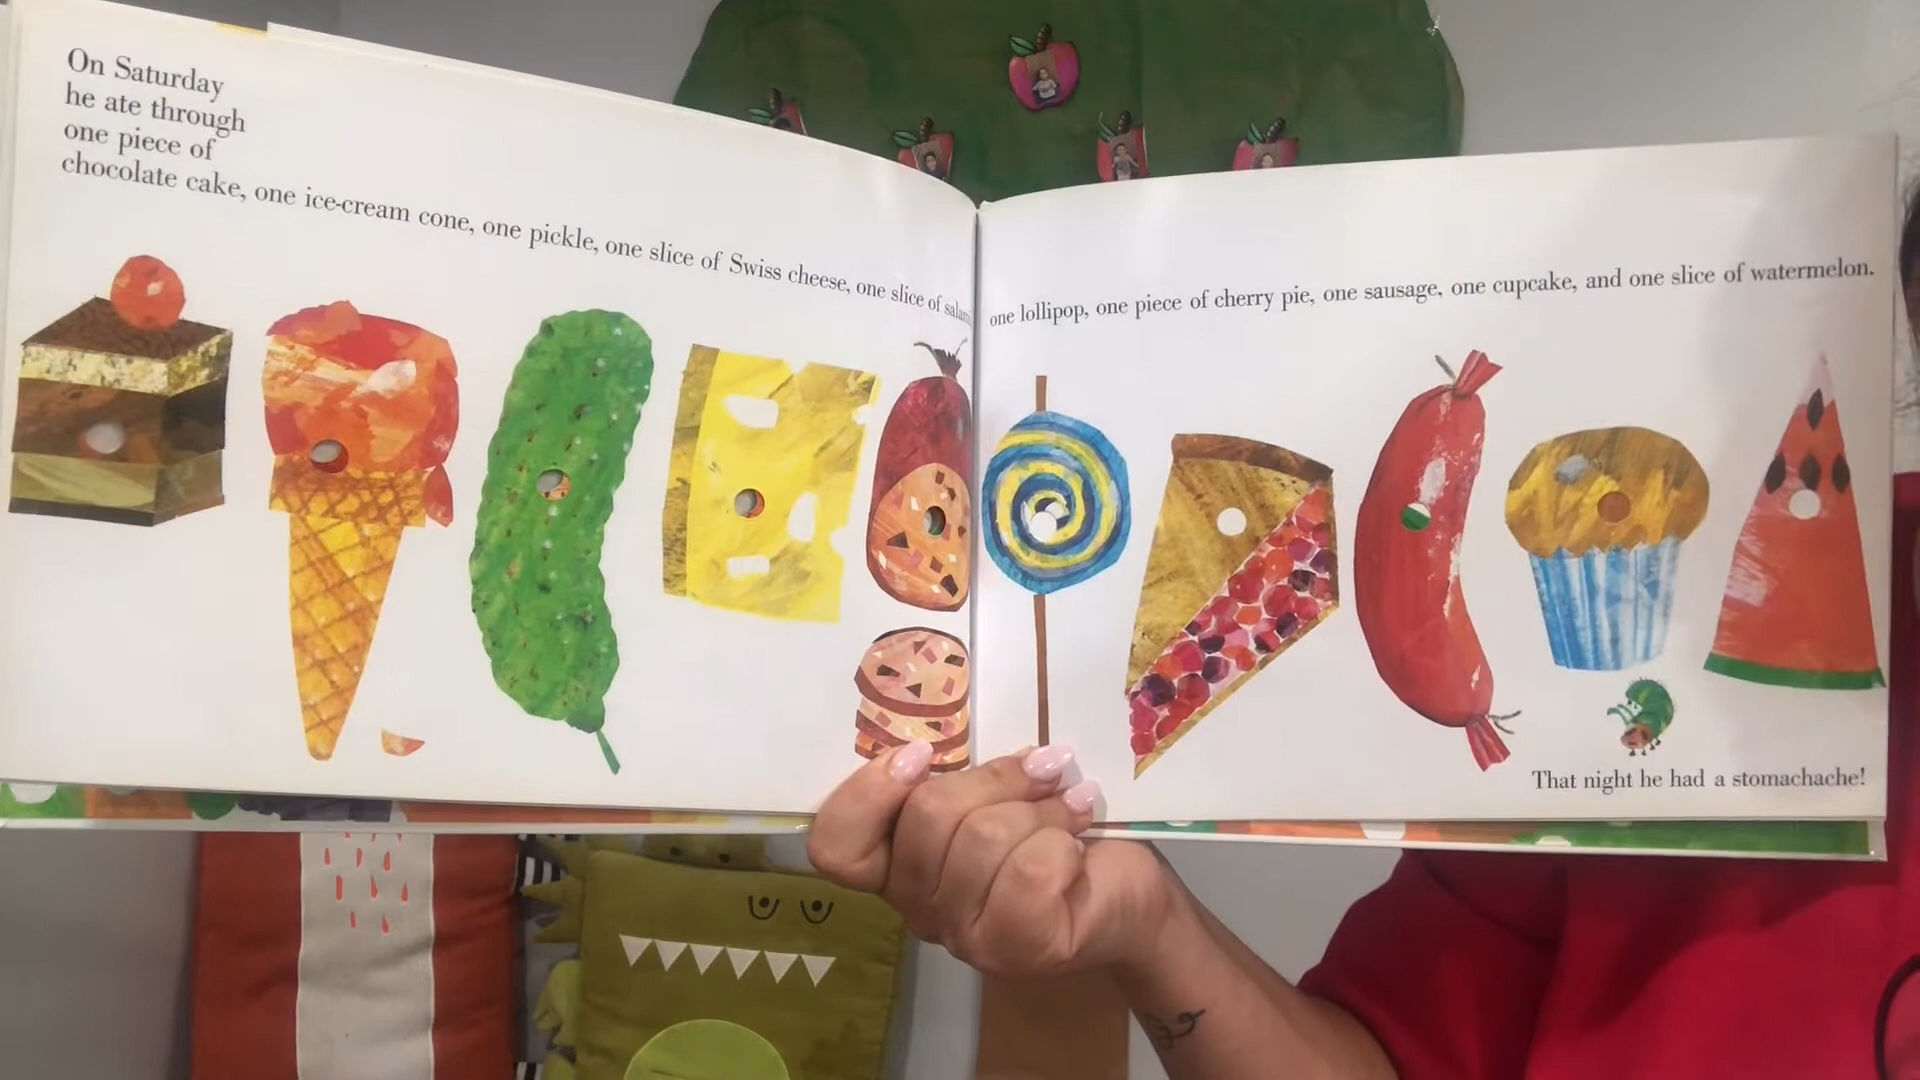 On Saturday
he ate through
one piece of
chocolate cake, one ice-cream cone, one pickle, one slice of Swiss cheese, one slice of salami
one lollipop, one piece of cherry pie, one sausage, one cupcake, and one slice of watermelon.
That night he had a stomachache!